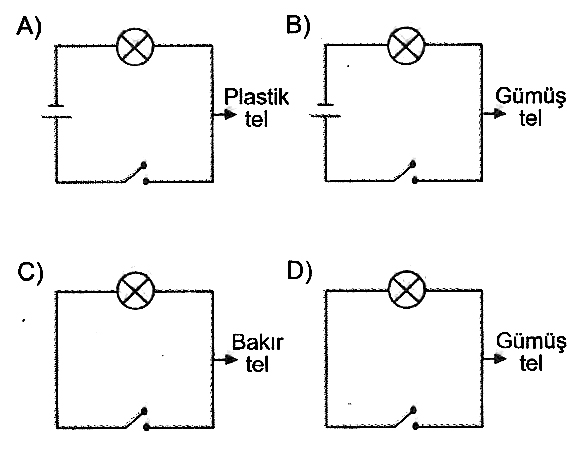 A)
Plastik
tel
B)
Gümüş
tel
C)
Bakır
tel
D)
Gümüş
tel